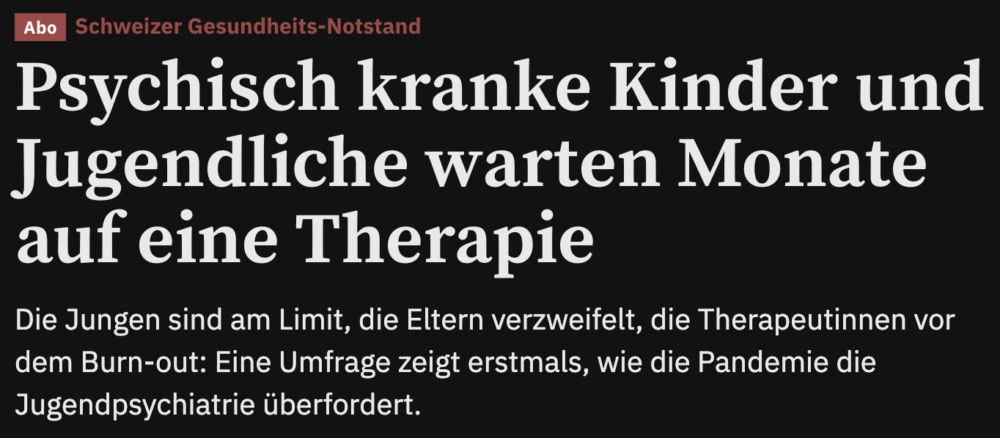 Abo Schweizer Gesundheits-Notstand
Psychisch kranke Kinder und
Jugendliche warten Monate
auf eine Therapie
Die Jungen sind am Limit, die Eltern verzweifelt, die Therapeutinnen vor
dem Burn-out: Eine Umfrage zeigt erstmals, wie die Pandemie die
Jugendpsychiatrie überfordert.